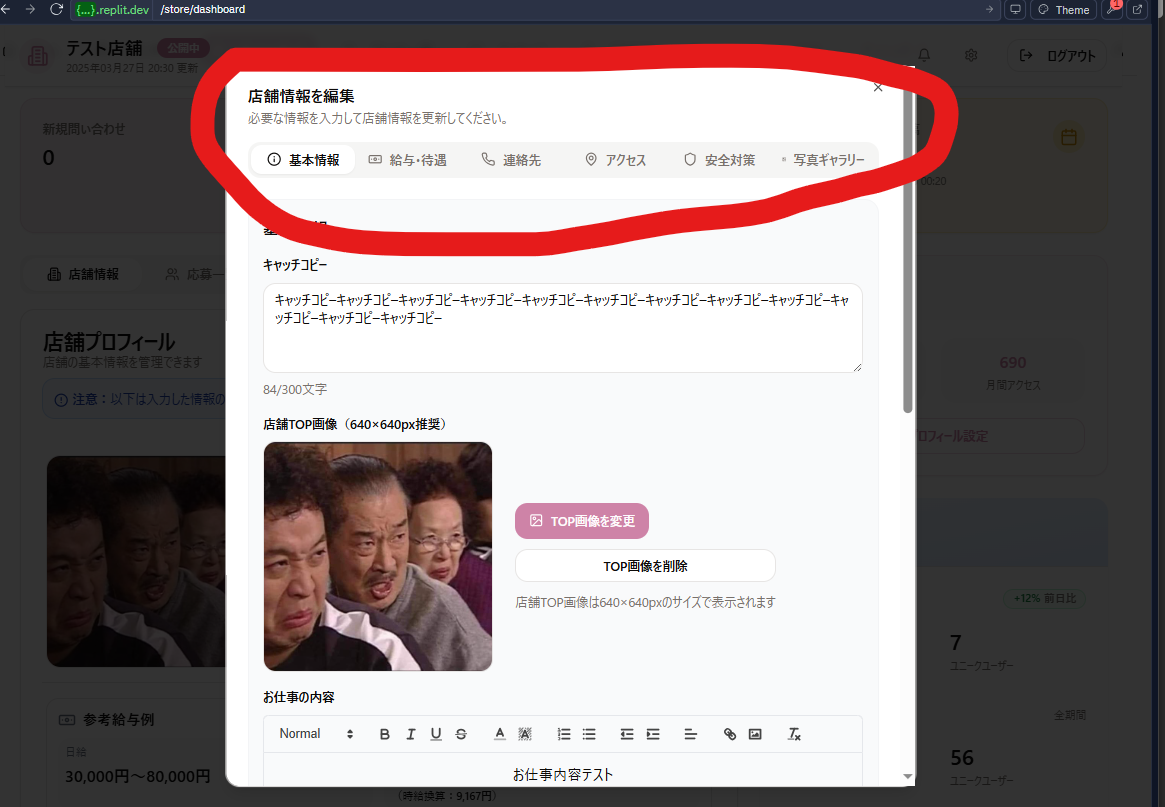 {...}.replit.dev /store/dashboard
Theme
1
テスト店舗
公開中
2025年03月27日 20:30 更新
ログアウト
新規問い合わせ
0
00:20
店舗情報を編集
必要な情報を入力して店舗情報を更新してください。
基本情報
給与・待遇
連絡先
アクセス
安全対策
写真ギャラリー
キャッチコピー
キャッチコピーキャッチコピーキャッチコピーキャッチコピーキャッチコピーキャッチコピーキャッチコピーキャッチコピーキャッチコピーキャ
ッチコピーキャッチコピーキャッチコピー
84/300文字
店舗TOP画像（640×640px推奨）
TOP画像を変更
TOP画像を削除
店舗TOP画像は640×640pxのサイズで表示されます
お仕事の内容
Normal
お仕事内容テスト
店舗情報
応募一
店舗プロフィール
店舗の基本情報を管理できます
注意：以下は入力した情報の
参考給与例
日給
30,000円～80,000円
（時給換算：9,167円）
690
月間アクセス
プロフィール設定
+12% 前日比
7
ユニークユーザー
全期間
56
ユニークユーザー